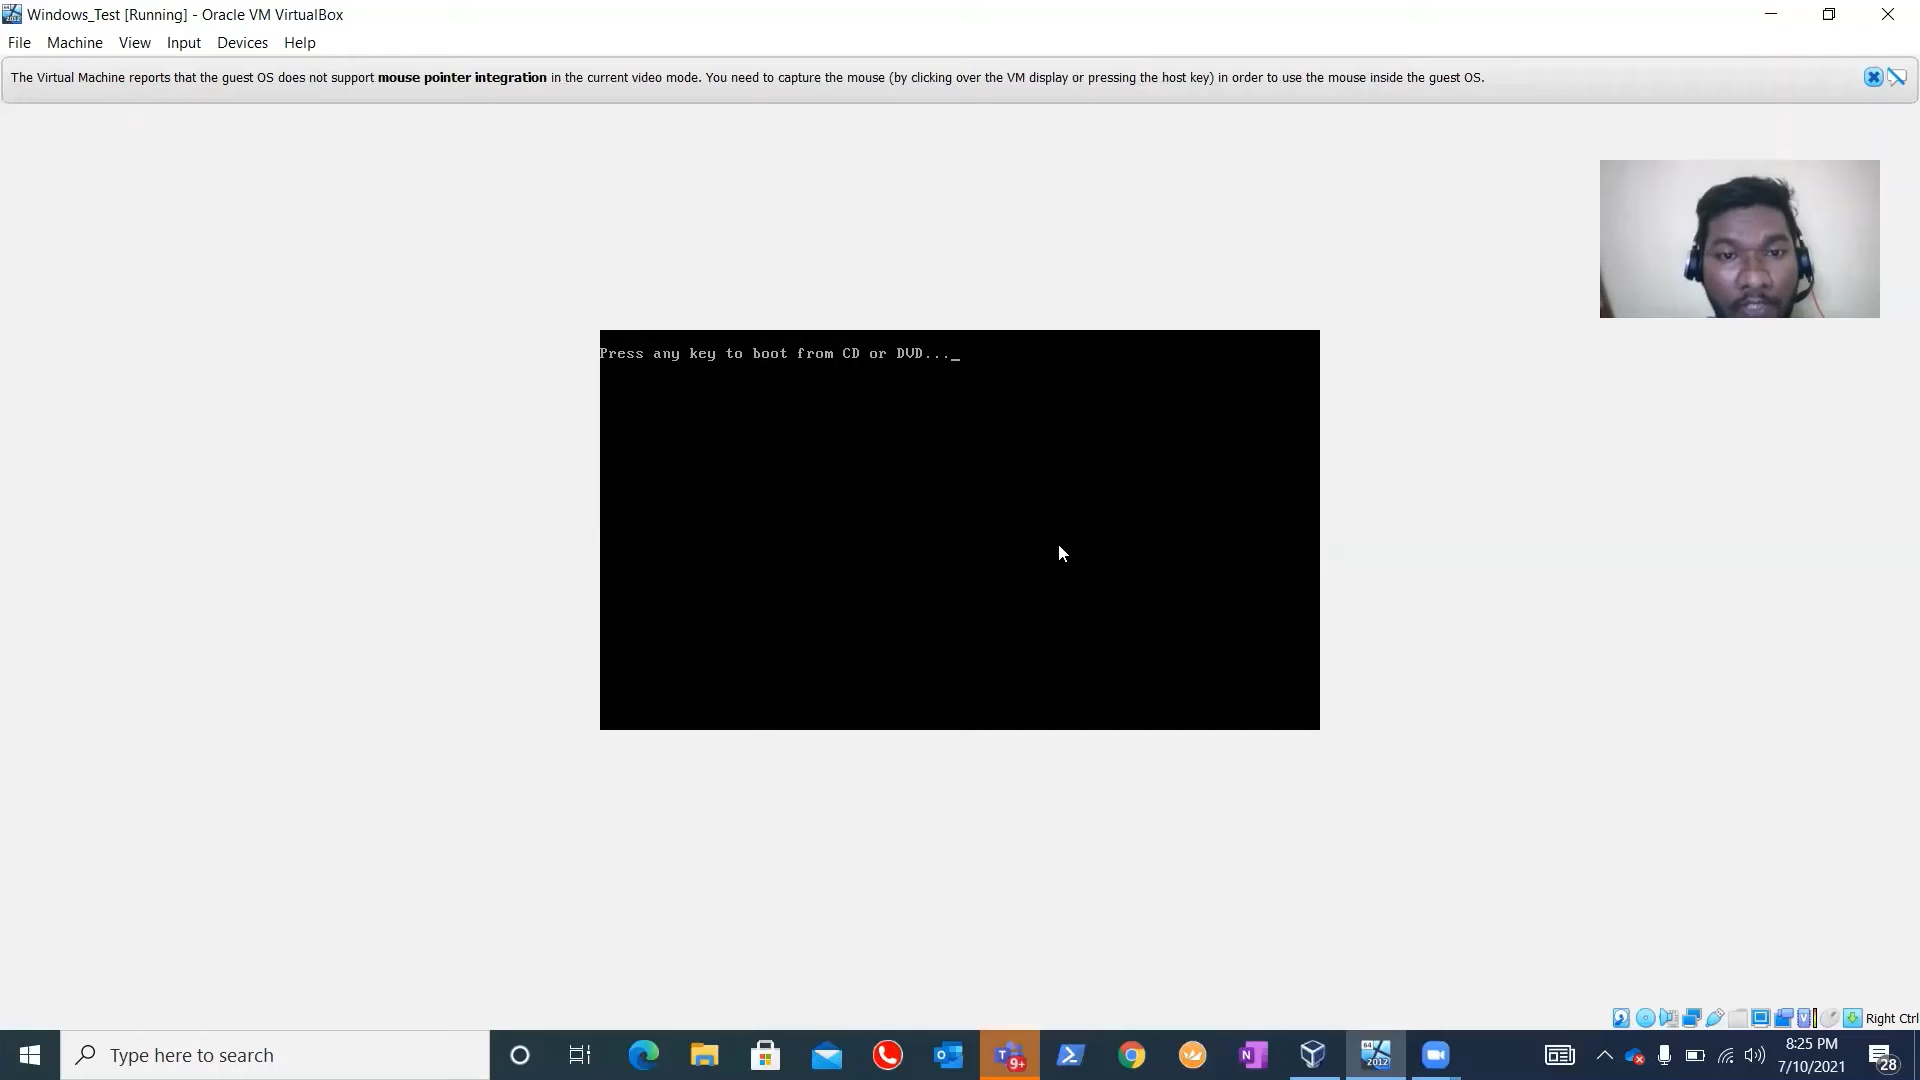 Windows_Test [Running] - Oracle VM VirtualBox
File Machine View Input Devices Help
The Virtual Machine reports that the guest OS does not support mouse pointer integration in the current video mode. You need to capture the mouse (by clicking over the VM display or pressing the host key) in order to use the mouse inside the guest OS.
Press any key to boot from CD or DVD..._
Right Ctrl
Type here to search
9+
64
2012
8:25 PM
7/10/2021
28